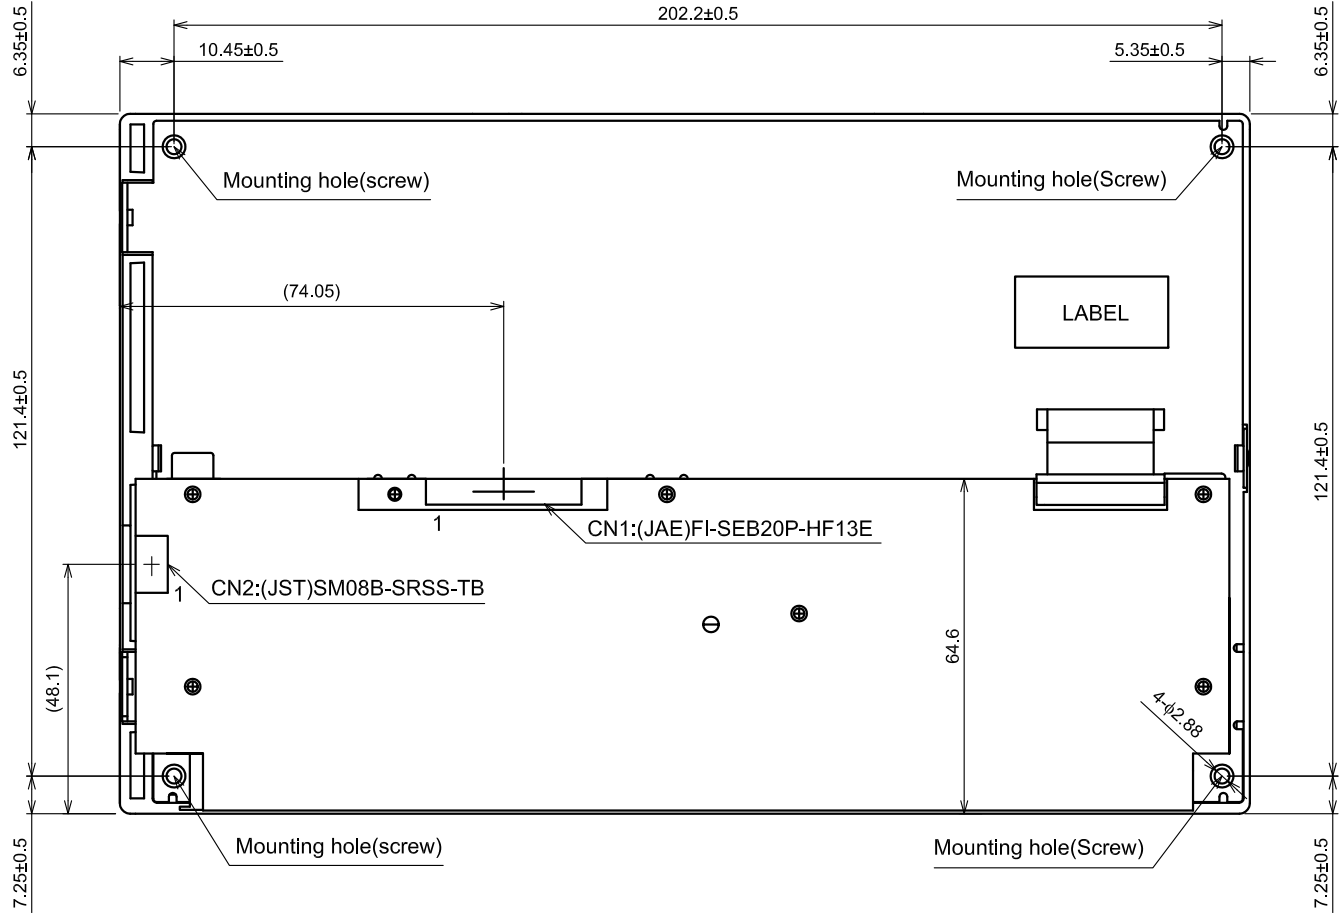 202.2±0.5
6.35±0.5
10.45±0.5
5.35±0.5
6.35±0.5
Mounting hole(screw)
Mounting hole(Screw)
(74.05)
LABEL
121.4±0.5
121.4±0.5
1
CN1:(JAE)FI-SEB20P-HF13E
CN2:(JST)SM08B-SRSS-TB
1
64.6
(48.1)
4-ϕ2.88
Mounting hole(screw)
Mounting hole(Screw)
7.25±0.5
7.25±0.5